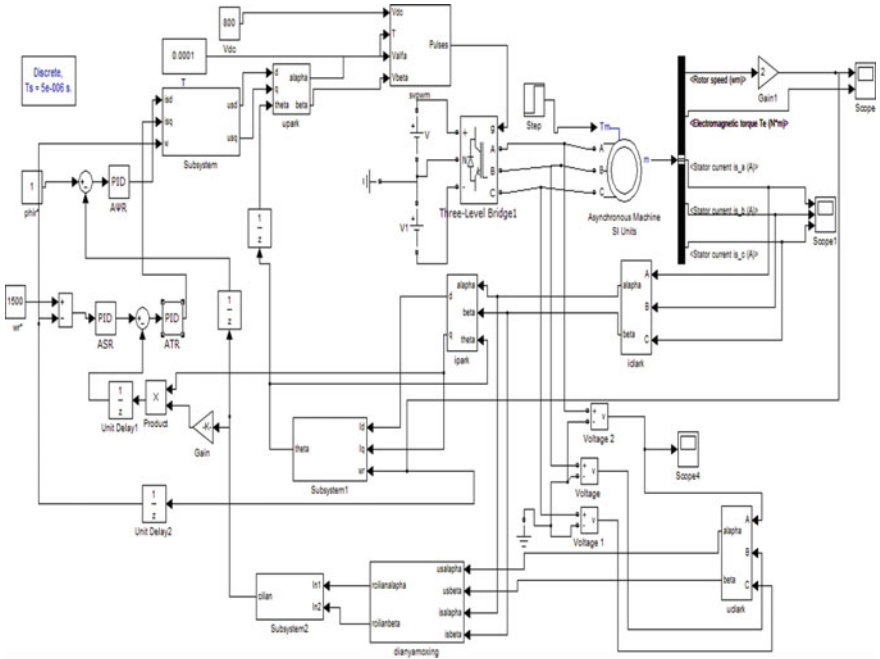 800
Vdc
0.0001
T
Discrete,
Ts = 5e-006 s.
Vdc
T
Valfa
Vbeta
Pulses
svpwm
d
q
theta
alapha
beta
upark
isd
isq
w
usd
usq
Subsystem
1
phir*
PID
AΨR
1500
wr*
PID
ASR
PID
ATR
1
z
1
z
1
z
Unit Delay1
X
Product
-K-
Gain
1
z
Unit Delay2
V
V1
g
+
N
-
A
B
C
Three-Level Bridge1
Step
Tm
A
B
C
m
Asynchronous Machine
SI Units
<Rotor speed (wm)>
<Electromagnetic torque Te (N*m)>
<Stator current is_a (A)>
<Stator current is_b (A)>
<Stator current is_c (A)>
2
Gain1
Scope
Scope1
alapha
beta
A
B
C
iclark
d
q
alapha
beta
theta
ipark
theta
Id
Iq
wr
Subsystem1
+
-
v
Voltage 2
Scope4
+
-
v
Voltage
+
-
v
Voltage 1
alapha
beta
A
B
C
uclark
cilian
In1
In2
Subsystem2
rcilianalapha
rcilianbeta
usalapha
usbeta
isalapha
isbeta
dianyamoxing